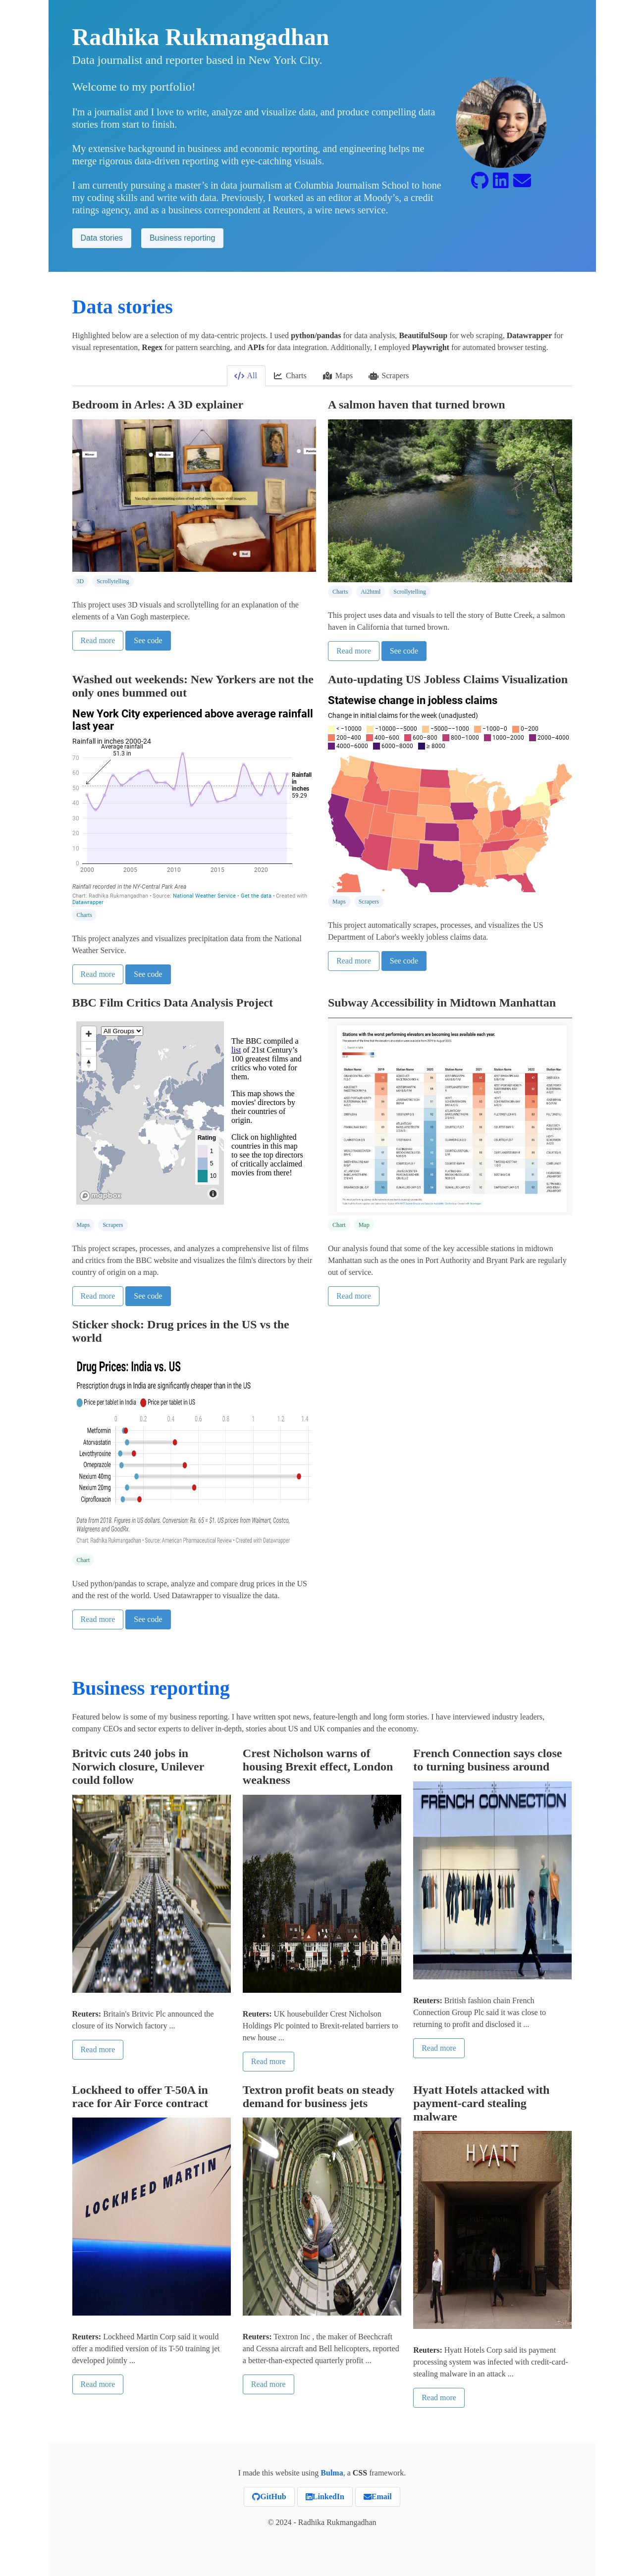 Radhika Rukmangadhan
Data journalist and reporter based in New York City.
Welcome to my portfolio!
I'm a journalist and I love to write, analyze and visualize data, and produce compelling data
stories from start to finish.
My extensive background in business and economic reporting, and engineering helps me
merge rigorous data-driven reporting with eye-catching visuals.
I am currently pursuing a master’s in data journalism at Columbia Journalism School to hone
my coding skills and write with data. Previously, I worked as an editor at Moody’s, a credit
ratings agency, and as a business correspondent at Reuters, a wire news service.
Data stories
Business reporting
Data stories
Highlighted below are a selection of my data-centric projects. I used python/pandas for data analysis, BeautifulSoup for web scraping, Datawrapper for
visual representation, Regex for pattern searching, and APIs for data integration. Additionally, I employed Playwright for automated browser testing.
All
Charts
Maps
Scrapers
Bedroom in Arles: A 3D explainer
3D
Scrollytelling
This project uses 3D visuals and scrollytelling for an explanation of the
elements of a Van Gogh masterpiece.
Read more
See code
A salmon haven that turned brown
Charts
Ai2html
Scrollytelling
This project uses data and visuals to tell the story of Butte Creek, a salmon
haven in California that turned brown.
Read more
See code
Washed out weekends: New Yorkers are not the
only ones bummed out
New York City experienced above average rainfall
last year
Rainfall in inches 2000-24
Average rainfall
51.3 in
70
60
50
40
30
20
10
0
2000
2005
2010
2015
2020
Rainfall
in
inches
59.29
Rainfall recorded in the NY-Central Park Area
Chart: Radhika Rukmangadhan • Source: National Weather Service • Get the data • Created with
Datawrapper
Charts
This project analyzes and visualizes precipitation data from the National
Weather Service.
Read more
See code
Auto-updating US Jobless Claims Visualization
Statewise change in jobless claims
Change in initial claims for the week (unadjusted)
< −10000
−10000–−5000
−5000–−1000
−1000–0
0–200
200–400
400–600
600–800
800–1000
1000–2000
2000–4000
4000–6000
6000–8000
≥ 8000
Maps
Scrapers
This project automatically scrapes, processes, and visualizes the US
Department of Labor's weekly jobless claims data.
Read more
See code
BBC Film Critics Data Analysis Project
All Groups
The BBC compiled a
list of 21st Century’s
100 greatest films and
critics who voted for
them.
This map shows the
movies' directors by
their countries of
origin.
Click on highlighted
countries in this map
to see the top directors
of critically acclaimed
movies from there!
Rating
1
5
10
mapbox
Maps
Scrapers
This project scrapes, processes, and analyzes a comprehensive list of films
and critics from the BBC website and visualizes the film's directors by their
country of origin on a map.
Read more
See code
Subway Accessibility in Midtown Manhattan
Stations with the worst performing elevators are becoming less available each year.
Chart
Map
Our analysis found that some of the key accessible stations in midtown
Manhattan such as the ones in Port Authority and Bryant Park are regularly
out of service.
Read more
Sticker shock: Drug prices in the US vs the
world
Drug Prices: India vs. US
Prescription drugs in India are significantly cheaper than in the US
Price per tablet in India
Price per tablet in US
0 0.2 0.4 0.6 0.8 1 1.2 1.4
Metformin
Atorvastatin
Levothyroxine
Omeprazole
Nexium 40mg
Nexium 20mg
Ciprofloxacin
Data from 2018. Figures in US dollars. Conversion: Rs. 65 = $1. US prices from Walmart, Costco,
Walgreens and GoodRx.
Chart: Radhika Rukmangadhan • Source: American Pharmaceutical Review • Created with Datawrapper
Chart
Used python/pandas to scrape, analyze and compare drug prices in the US
and the rest of the world. Used Datawrapper to visualize the data.
Read more
See code
Business reporting
Featured below is some of my business reporting. I have written spot news, feature-length and long form stories. I have interviewed industry leaders,
company CEOs and sector experts to deliver in-depth, stories about US and UK companies and the economy.
Britvic cuts 240 jobs in
Norwich closure, Unilever
could follow
Reuters: Britain's Britvic Plc announced the
closure of its Norwich factory ...
Read more
Crest Nicholson warns of
housing Brexit effect, London
weakness
Reuters: UK housebuilder Crest Nicholson
Holdings Plc pointed to Brexit-related barriers to
new house ...
Read more
French Connection says close
to turning business around
FRENCH CONNECTION
Reuters: British fashion chain French
Connection Group Plc said it was close to
returning to profit and disclosed it ...
Read more
Lockheed to offer T-50A in
race for Air Force contract
LOCKHEED MARTIN
Reuters: Lockheed Martin Corp said it would
offer a modified version of its T-50 training jet
developed jointly ...
Read more
Textron profit beats on steady
demand for business jets
Reuters: Textron Inc , the maker of Beechcraft
and Cessna aircraft and Bell helicopters, reported
a better-than-expected quarterly profit ...
Read more
Hyatt Hotels attacked with
payment-card stealing
malware
HYATT
Reuters: Hyatt Hotels Corp said its payment
processing system was infected with credit-card-
stealing malware in an attack ...
Read more
I made this website using Bulma, a CSS framework.
GitHub
LinkedIn
Email
© 2024 - Radhika Rukmangadhan